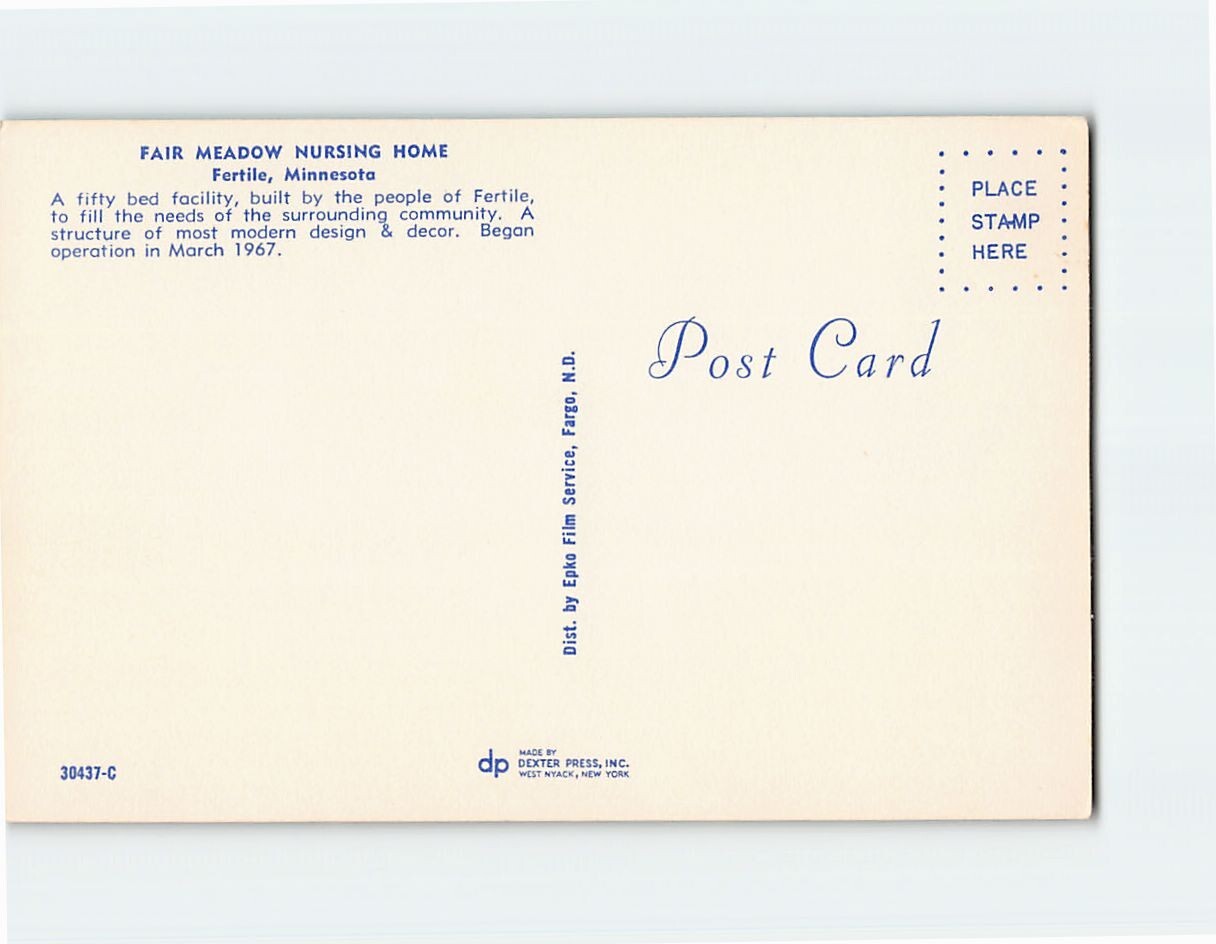 FAIR MEADOW NURSING HOME
Fertile, Minnesota
A fifty bed facility, built by the people of Fertile,
to fill the needs of the surrounding community. A
structure of most modern design & decor. Began
operation in March 1967.
PLACE
STAMP
HERE
Post Card
Dist. by Epko Film Service, Fargo, N.D.
30437-C
dp
MADE BY
DEXTER PRESS, INC.
WEST NYACK, NEW YORK